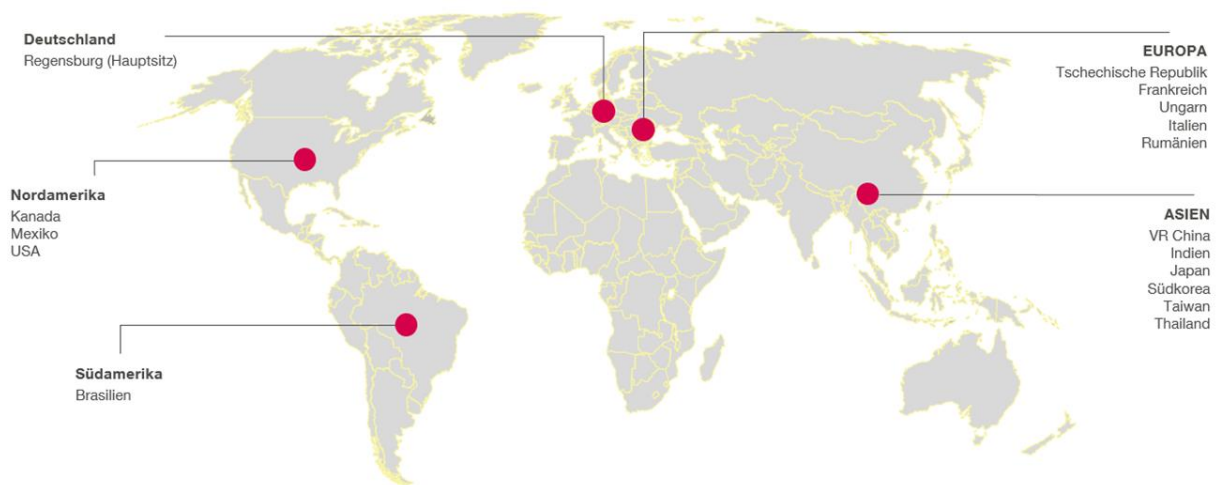 Deutschland
Regensburg (Hauptsitz)
Nordamerika
Kanada
Mexiko
USA
Südamerika
Brasilien
EUROPA
Tschechische Republik
Frankreich
Ungarn
Italien
Rumänien
ASIEN
VR China
Indien
Japan
Südkorea
Taiwan
Thailand